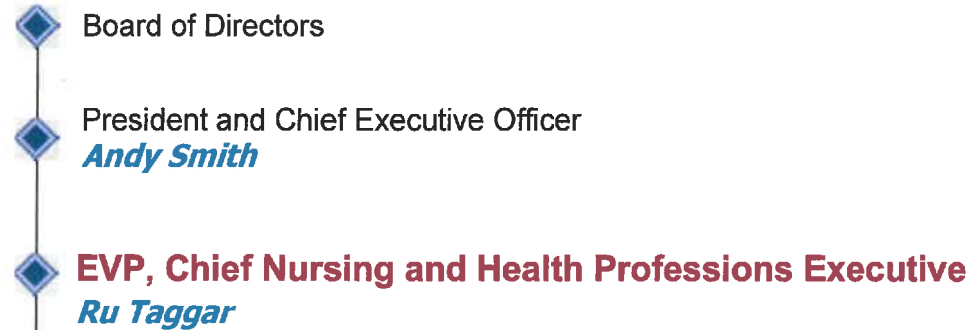 Board of Directors
President and Chief Executive Officer
Andy Smith
EVP, Chief Nursing and Health Professions Executive
Ru Taggar